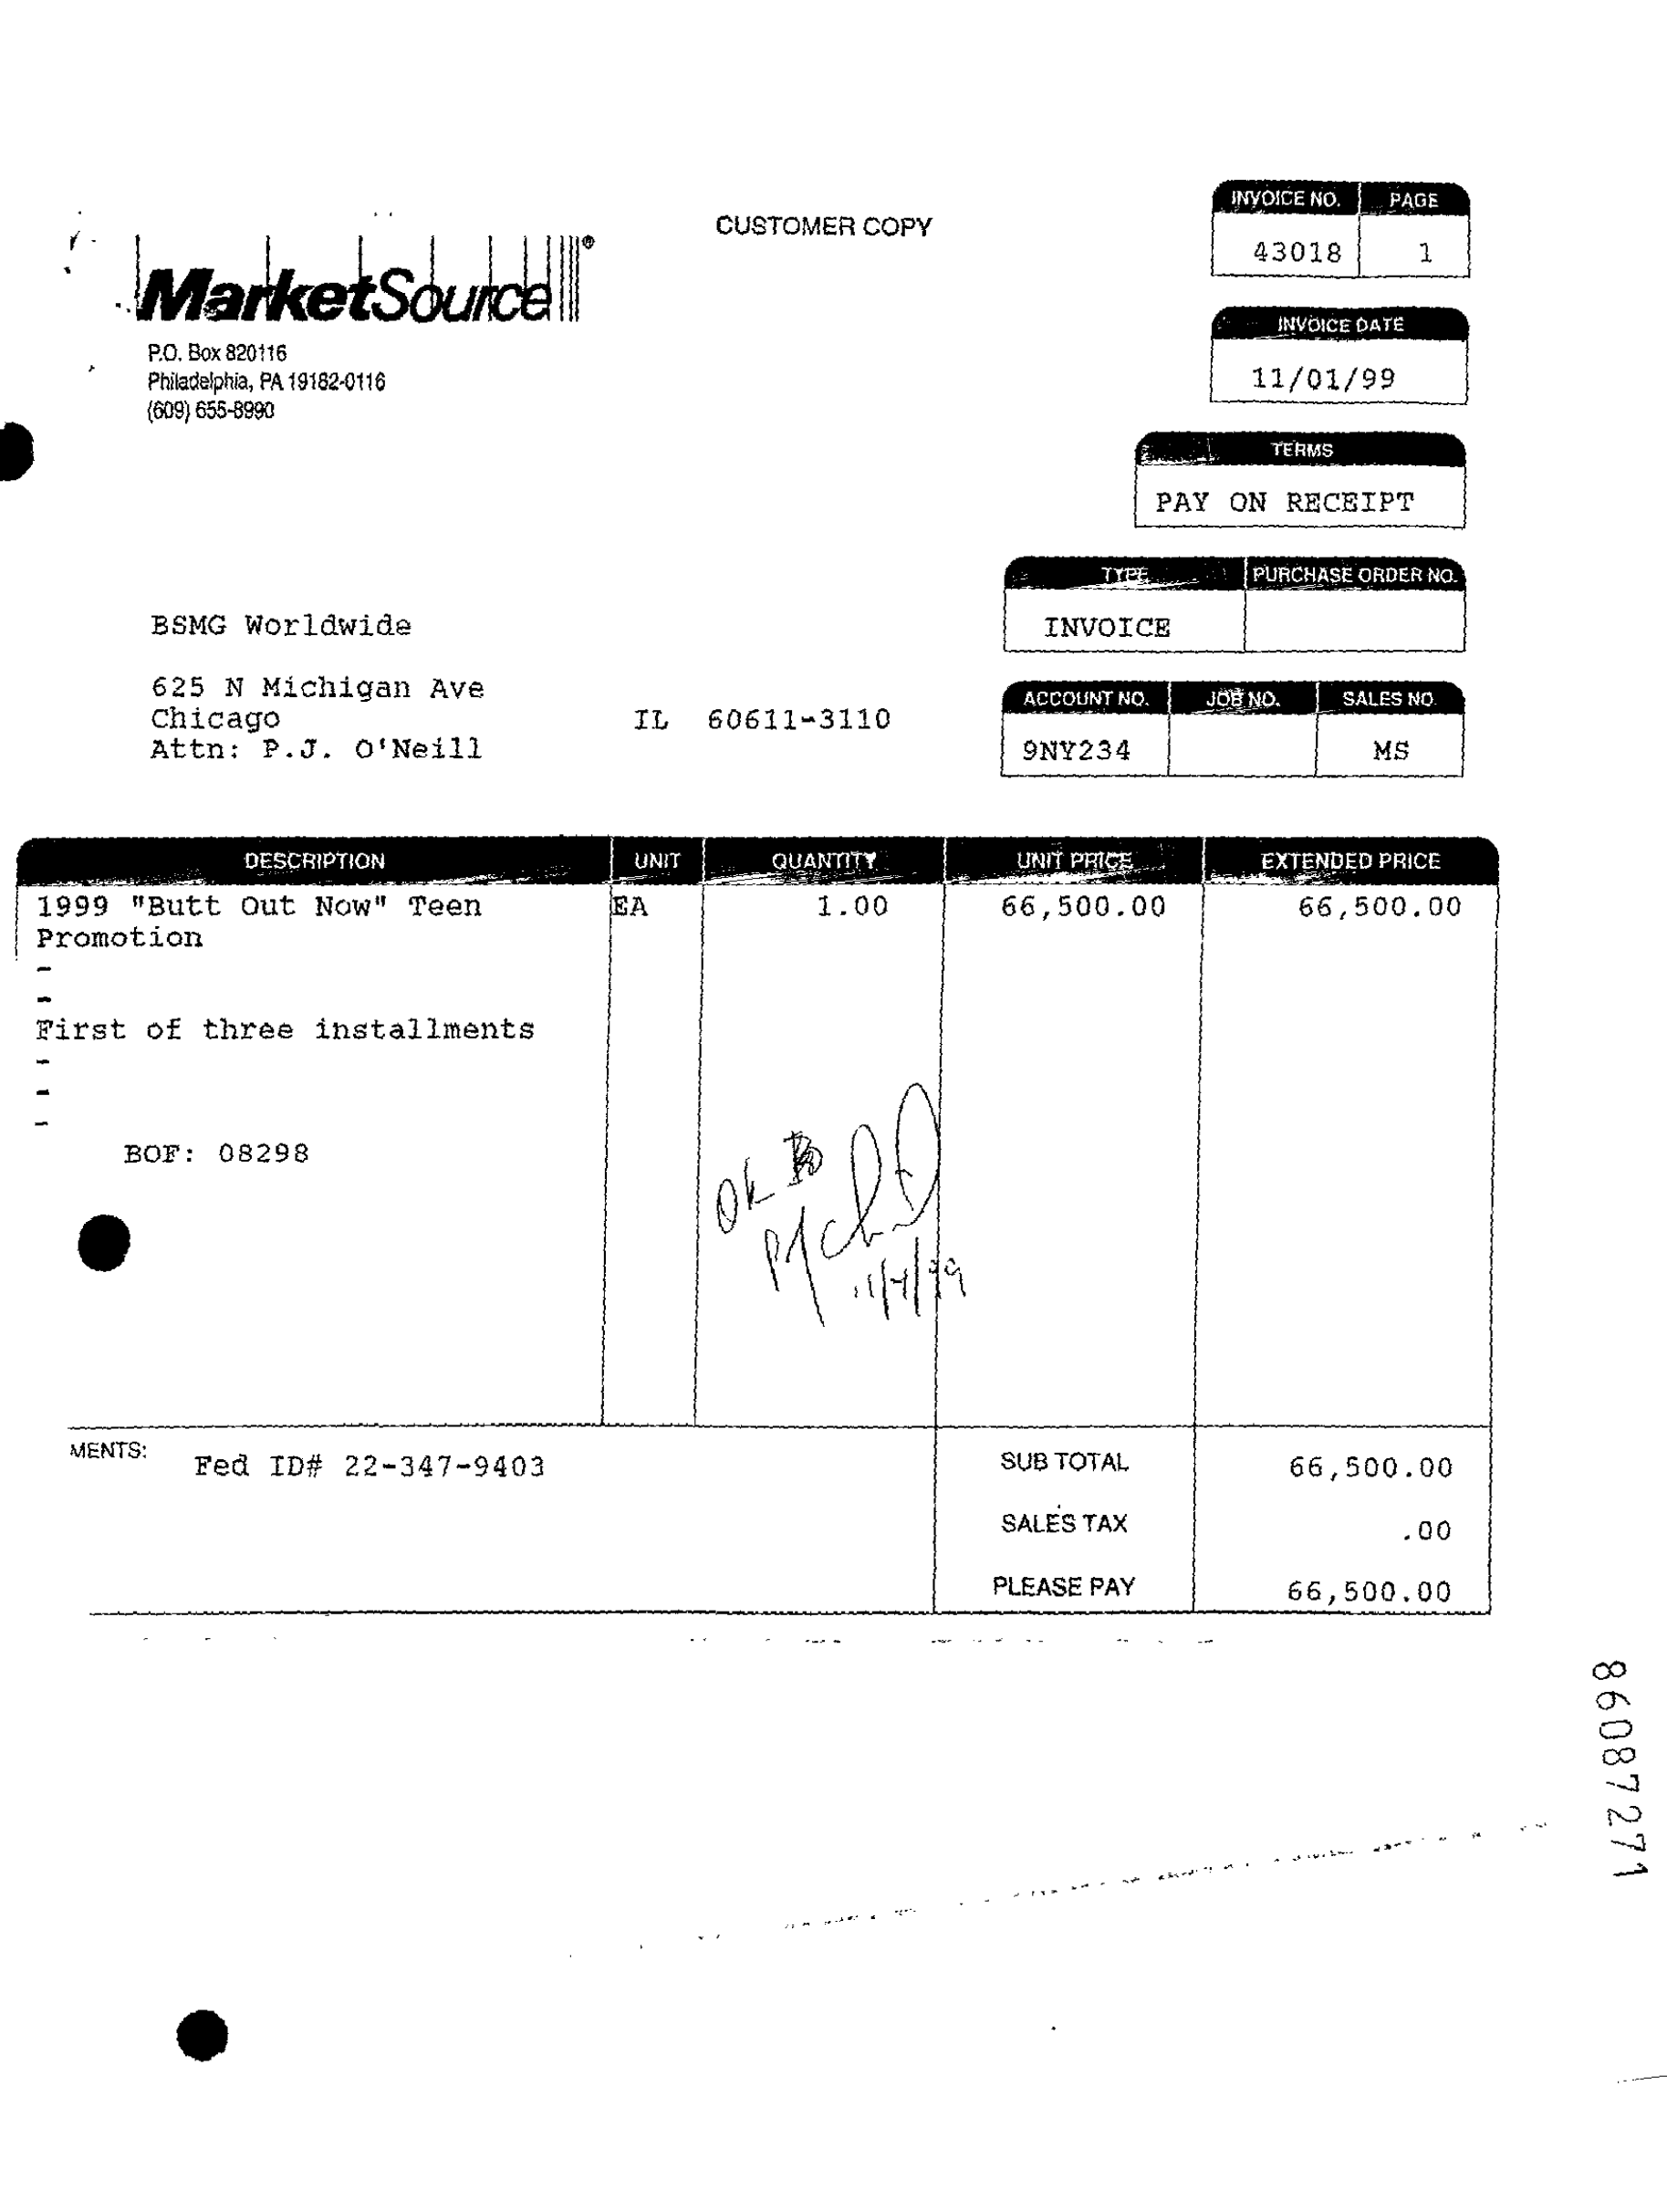 CUSTOMER COPY
INVOICE NO. PAGE
43018 1
MarketSource®
P.O. Box 820116
Philadelphia, PA 19182-0116
(609) 655-8990
INVOICE DATE
11/01/99
TERMS
PAY ON RECEIPT
TYPE PURCHASE ORDER NO.
INVOICE
BSMG Worldwide
625 N Michigan Ave
Chicago IL 60611-3110
Attn: P.J. O'Neill
ACCOUNT NO. JOB NO. SALES NO.
9NY234 MS
DESCRIPTION UNIT QUANTITY UNIT PRICE EXTENDED PRICE
1999 "Butt Out Now" Teen EA 1.00 66,500.00 66,500.00
Promotion
-
-
First of three installments
-
-
-
BOF: 08298
OK
11/4/99
MENTS: Fed ID# 22-347-9403
SUB TOTAL 66,500.00
SALES TAX .00
PLEASE PAY 66,500.00
86087271